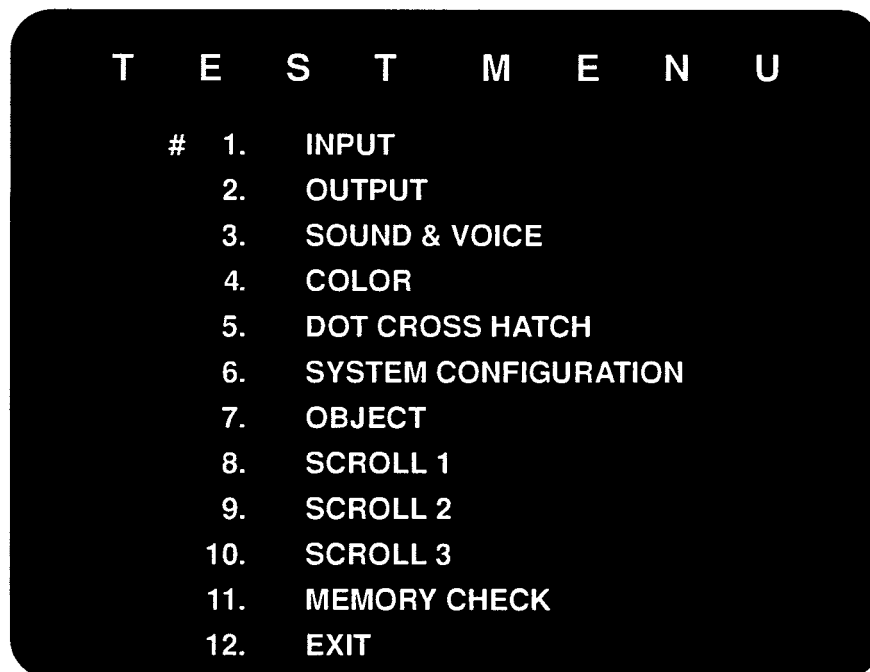 T E S T M E N U
# 1. INPUT
2. OUTPUT
3. SOUND & VOICE
4. COLOR
5. DOT CROSS HATCH
6. SYSTEM CONFIGURATION
7. OBJECT
8. SCROLL 1
9. SCROLL 2
10. SCROLL 3
11. MEMORY CHECK
12. EXIT